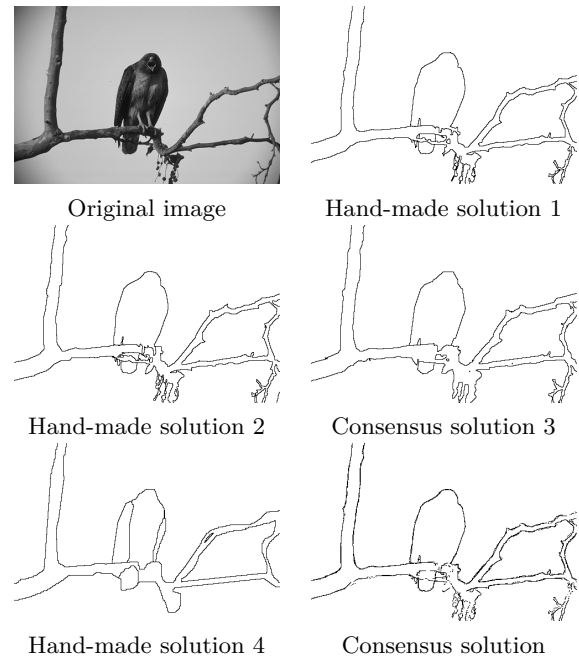 Original image
Hand-made solution 1
Hand-made solution 2
Consensus solution 3
Hand-made solution 4
Consensus solution